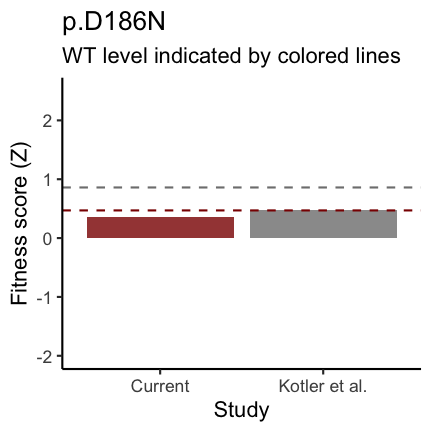 p.D186N
WT level indicated by colored lines
Fitness score (Z)
2
1
0
-1
-2
Current
Kotler et al.
Study